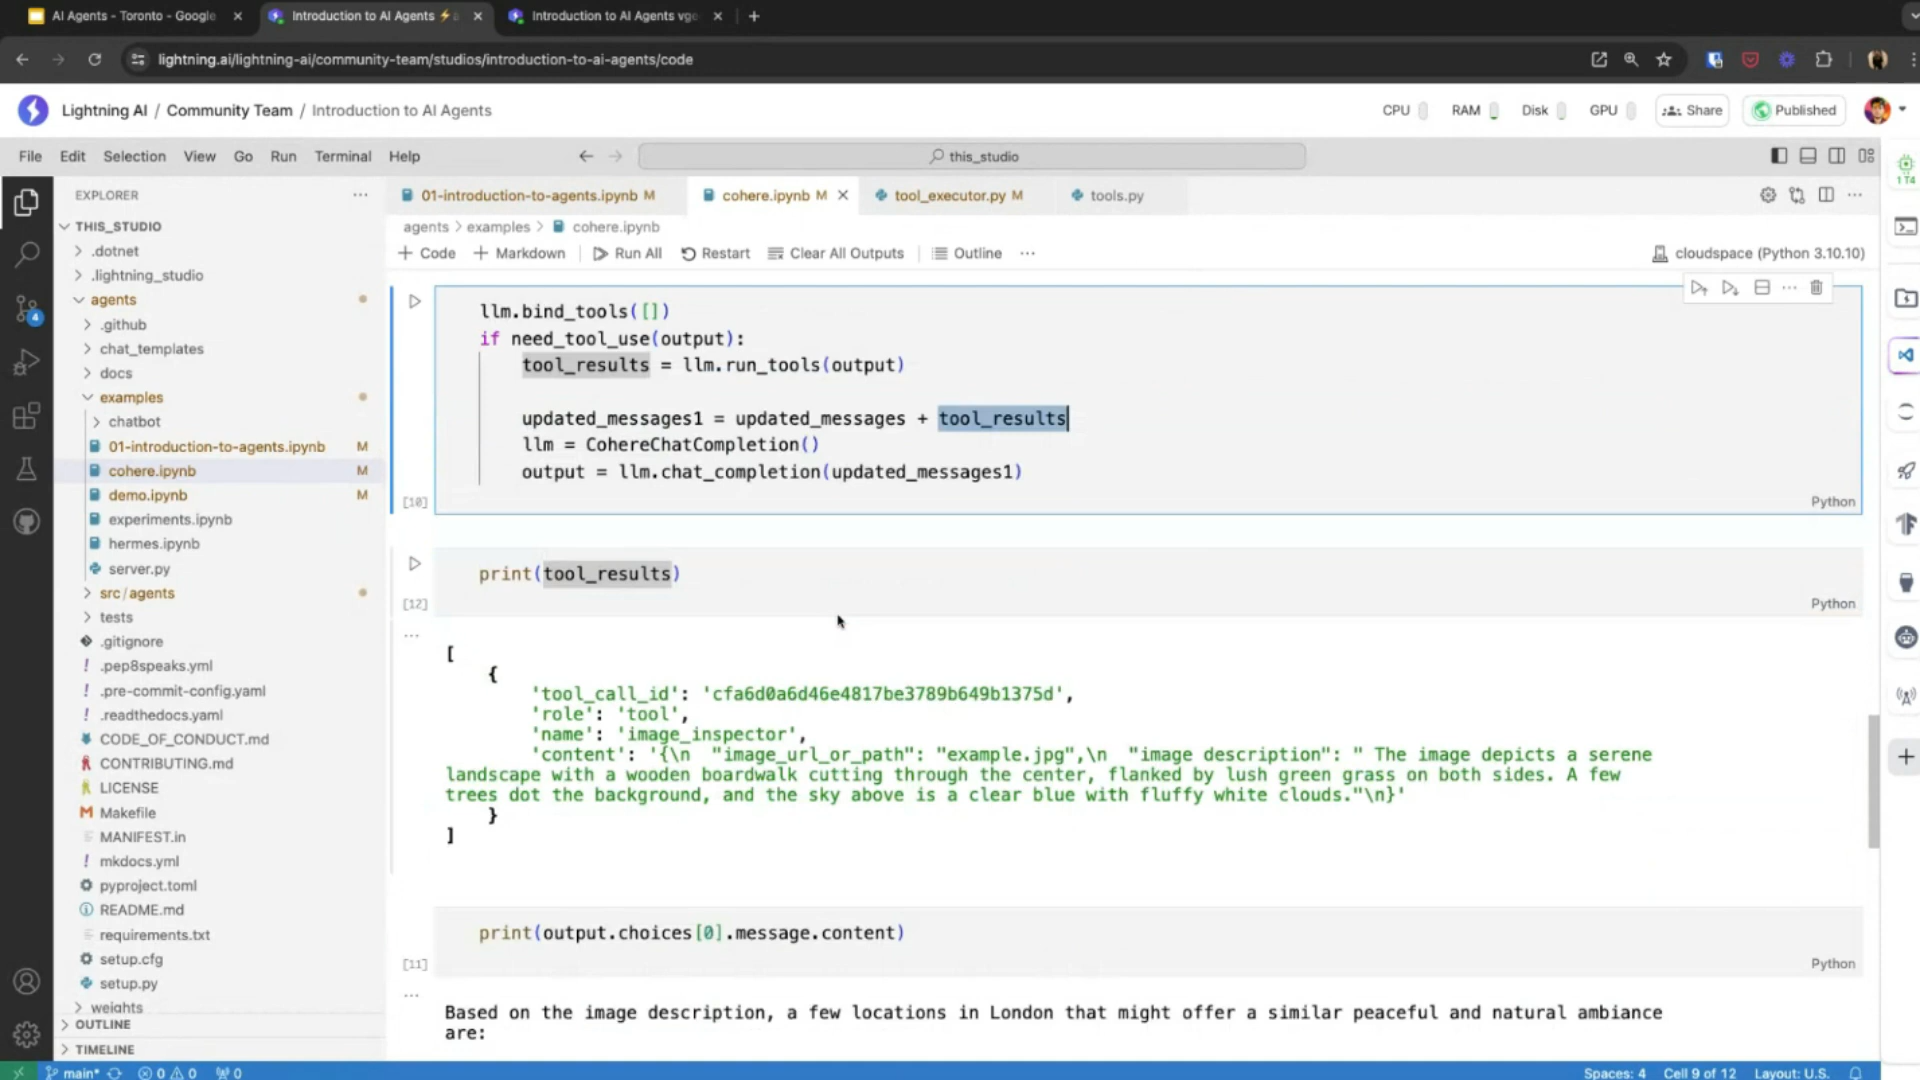 AI Agents - Toronto - Google
Introduction to AI Agents ⚡
Introduction to AI Agents vge
lightning.ai/lightning-ai/community-team/studios/introduction-to-ai-agents/code
Lightning AI / Community Team / Introduction to AI Agents
CPU RAM Disk GPU Share Published
File Edit Selection View Go Run Terminal Help
this_studio
1 T4
EXPLORER
THIS_STUDIO
.dotnet
.lightning_studio
agents
.github
chat_templates
docs
examples
chatbot
01-introduction-to-agents.ipynb M
cohere.ipynb M
demo.ipynb M
experiments.ipynb
hermes.ipynb
server.py
src/agents
tests
.gitignore
.pep8speaks.yml
.pre-commit-config.yaml
.readthedocs.yaml
CODE_OF_CONDUCT.md
CONTRIBUTING.md
LICENSE
Makefile
MANIFEST.in
mkdocs.yml
pyproject.toml
README.md
requirements.txt
setup.cfg
setup.py
weights
OUTLINE
TIMELINE
4
01-introduction-to-agents.ipynb M
cohere.ipynb M
tool_executor.py M
tools.py
agents > examples > cohere.ipynb
+ Code + Markdown Run All Restart Clear All Outputs Outline ...
cloudspace (Python 3.10.10)
llm.bind_tools([])
if need_tool_use(output):
tool_results = llm.run_tools(output)
updated_messages1 = updated_messages + tool_results
llm = CohereChatCompletion()
output = llm.chat_completion(updated_messages1)
[10]
Python
print(tool_results)
[12]
Python
[
{
'tool_call_id': 'cfa6d0a6d46e4817be3789b649b1375d',
'role': 'tool',
'name': 'image_inspector',
'content': '{\n  "image_url_or_path": "example.jpg",\n  "image description": " The image depicts a serene
landscape with a wooden boardwalk cutting through the center, flanked by lush green grass on both sides. A few
trees dot the background, and the sky above is a clear blue with fluffy white clouds."\n}'
}
]
print(output.choices[0].message.content)
[11]
Python
Based on the image description, a few locations in London that might offer a similar peaceful and natural ambiance
are:
main* 0 0 0
Spaces: 4 Cell 9 of 12 Layout: U.S.